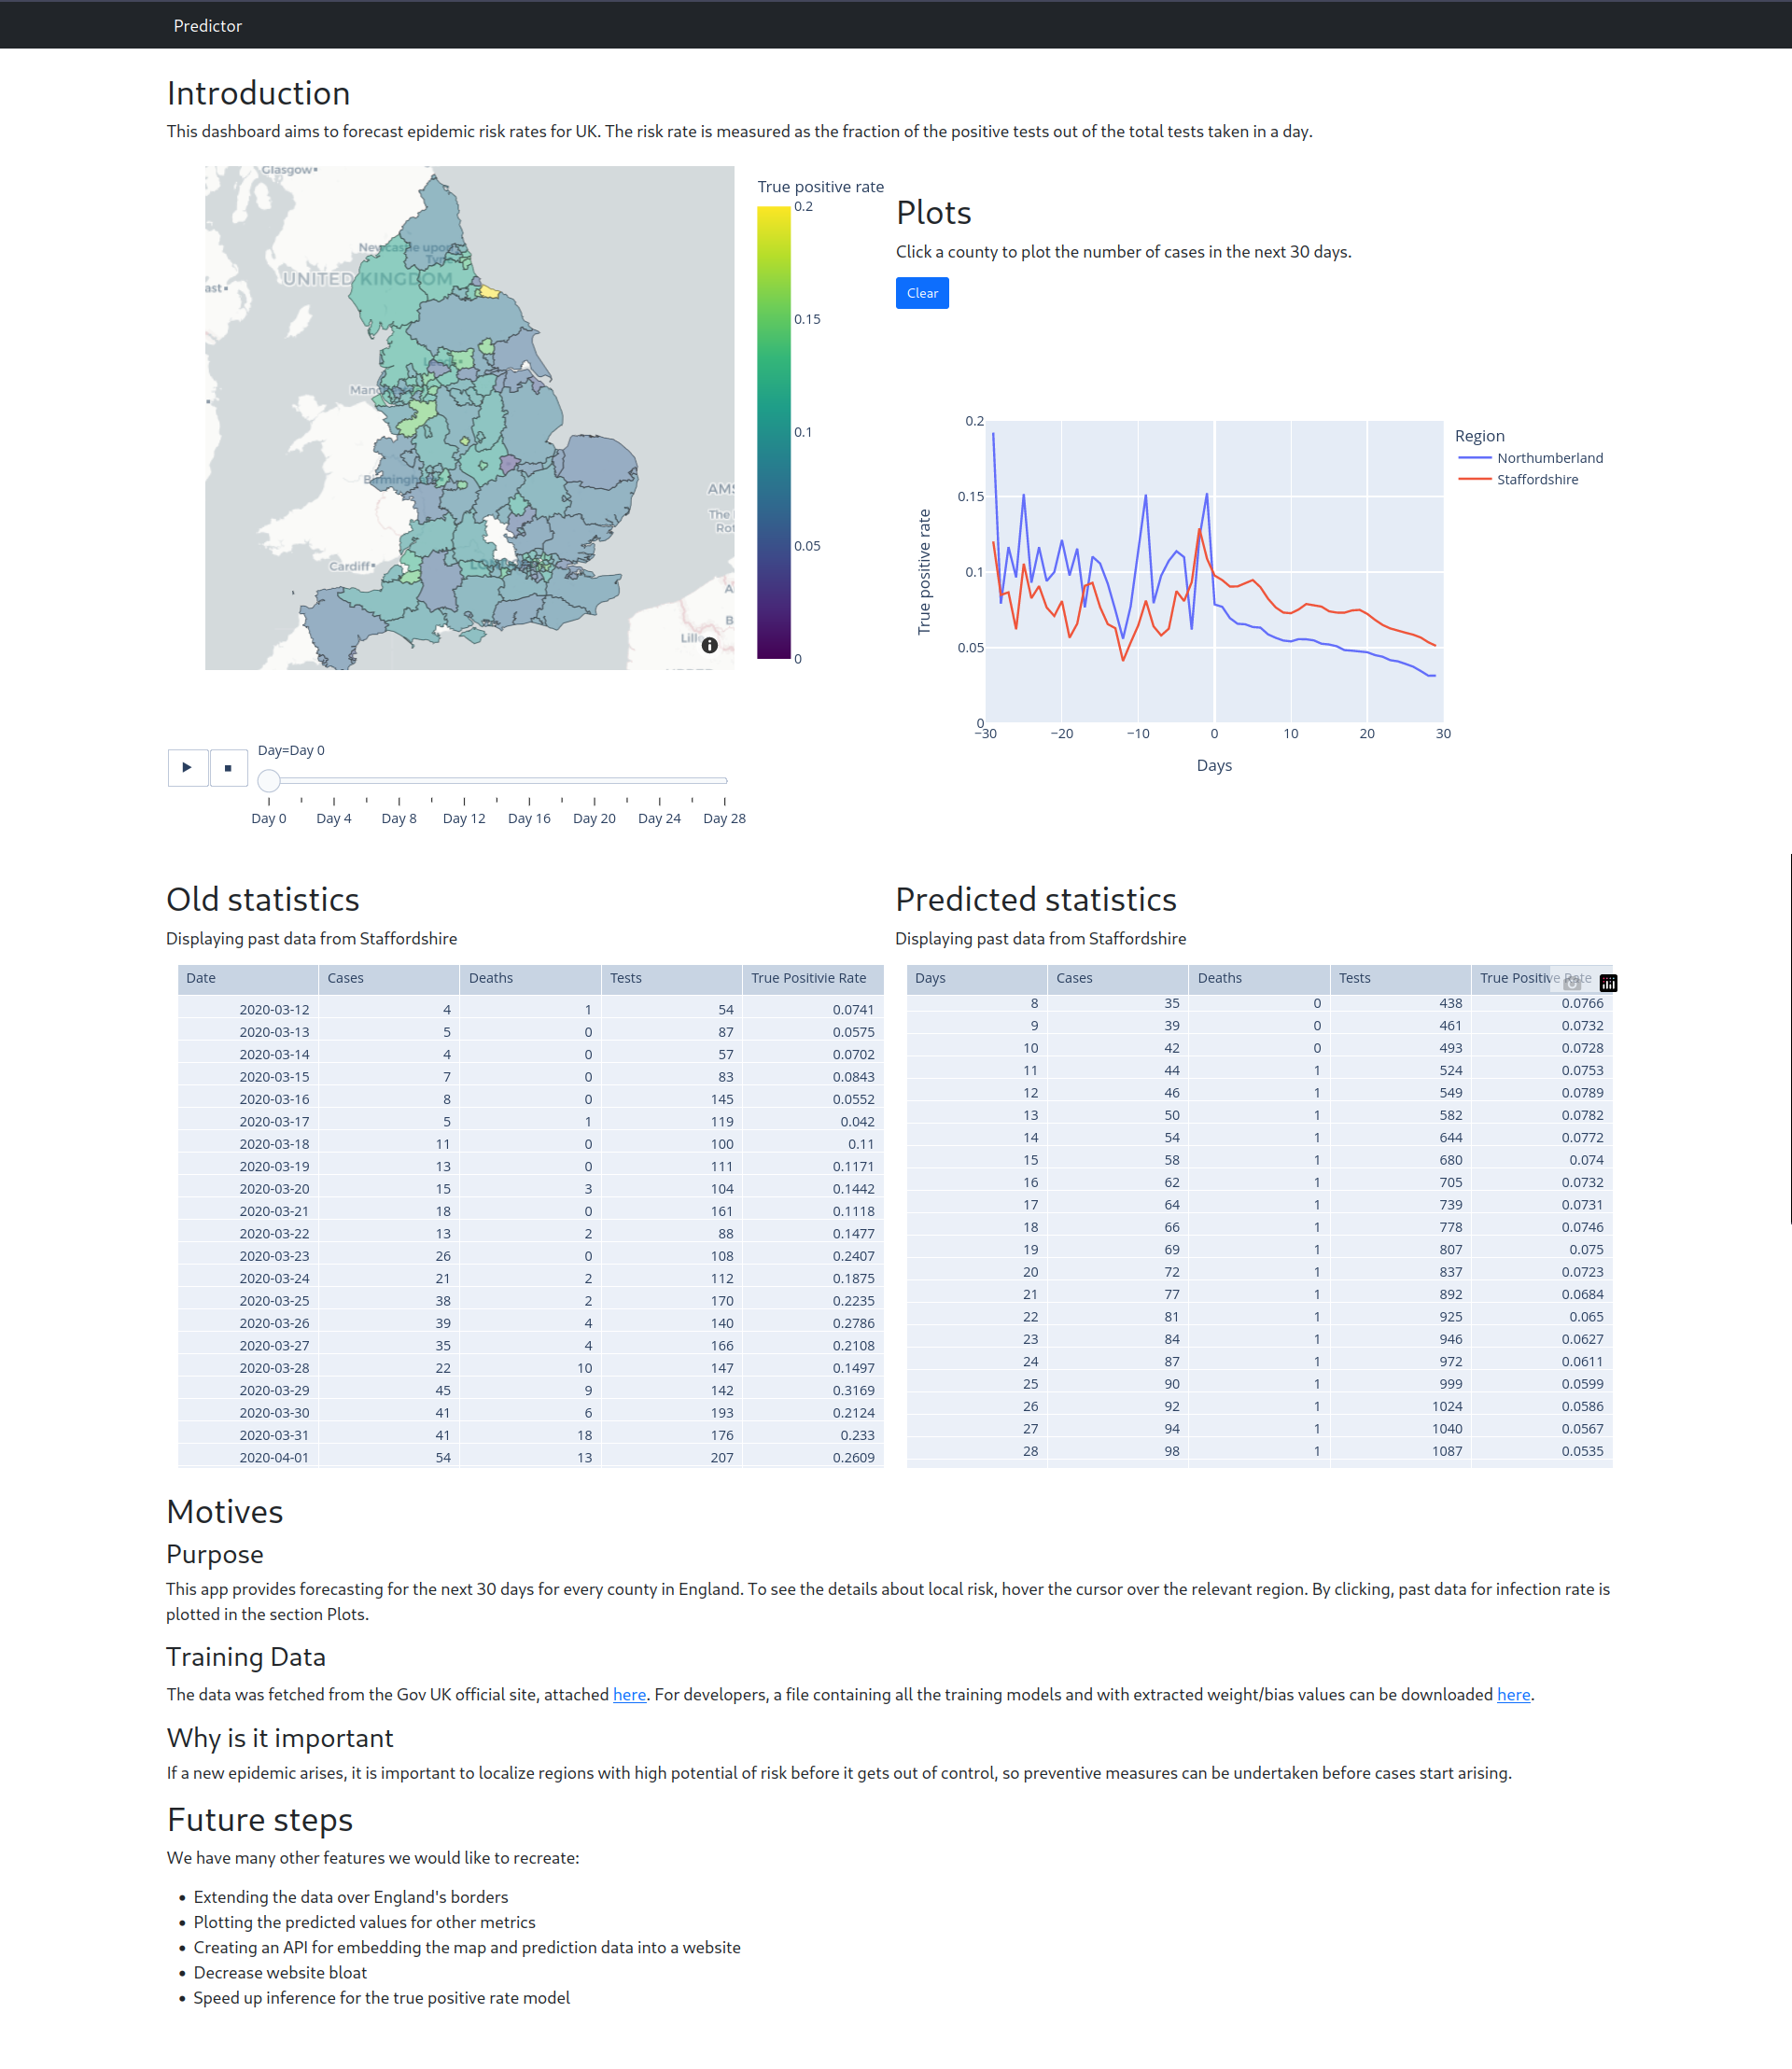 Predictor
Introduction
This dashboard aims to forecast epidemic risk rates for UK. The risk rate is measured as the fraction of the positive tests out of the total tests taken in a day.
Glasgow
Newcastle upon
Tyne
UNITED KINGDOM
ast
Leeds
Man
Birmingham
AMS
The
Rot
Cardiff
LO
A
B
Lill
True positive rate
0.2
0.15
0.1
0.05
0
Plots
Click a county to plot the number of cases in the next 30 days.
Clear
True positive rate
0.2
0.15
0.1
0.05
0
−30 −20 −10 0 10 20 30
Days
Region
Northumberland
Staffordshire
Day=Day 0
Day 0 Day 4 Day 8 Day 12 Day 16 Day 20 Day 24 Day 28
Old statistics
Displaying past data from Staffordshire
Date Cases Deaths Tests True Positivie Rate
2020-03-12 4 1 54 0.0741
2020-03-13 5 0 87 0.0575
2020-03-14 4 0 57 0.0702
2020-03-15 7 0 83 0.0843
2020-03-16 8 0 145 0.0552
2020-03-17 5 1 119 0.042
2020-03-18 11 0 100 0.11
2020-03-19 13 0 111 0.1171
2020-03-20 15 3 104 0.1442
2020-03-21 18 0 161 0.1118
2020-03-22 13 2 88 0.1477
2020-03-23 26 0 108 0.2407
2020-03-24 21 2 112 0.1875
2020-03-25 38 2 170 0.2235
2020-03-26 39 4 140 0.2786
2020-03-27 35 4 166 0.2108
2020-03-28 22 10 147 0.1497
2020-03-29 45 9 142 0.3169
2020-03-30 41 6 193 0.2124
2020-03-31 41 18 176 0.233
2020-04-01 54 13 207 0.2609
Predicted statistics
Displaying past data from Staffordshire
Days Cases Deaths Tests True Positive Rate
8 35 0 438 0.0766
9 39 0 461 0.0732
10 42 0 493 0.0728
11 44 1 524 0.0753
12 46 1 549 0.0789
13 50 1 582 0.0782
14 54 1 644 0.0772
15 58 1 680 0.074
16 62 1 705 0.0732
17 64 1 739 0.0731
18 66 1 778 0.0746
19 69 1 807 0.075
20 72 1 837 0.0723
21 77 1 892 0.0684
22 81 1 925 0.065
23 84 1 946 0.0627
24 87 1 972 0.0611
25 90 1 999 0.0599
26 92 1 1024 0.0586
27 94 1 1040 0.0567
28 98 1 1087 0.0535
Motives
Purpose
This app provides forecasting for the next 30 days for every county in England. To see the details about local risk, hover the cursor over the relevant region. By clicking, past data for infection rate is
plotted in the section Plots.
Training Data
The data was fetched from the Gov UK official site, attached here. For developers, a file containing all the training models and with extracted weight/bias values can be downloaded here.
Why is it important
If a new epidemic arises, it is important to localize regions with high potential of risk before it gets out of control, so preventive measures can be undertaken before cases start arising.
Future steps
We have many other features we would like to recreate:
• Extending the data over England's borders
• Plotting the predicted values for other metrics
• Creating an API for embedding the map and prediction data into a website
• Decrease website bloat
• Speed up inference for the true positive rate model